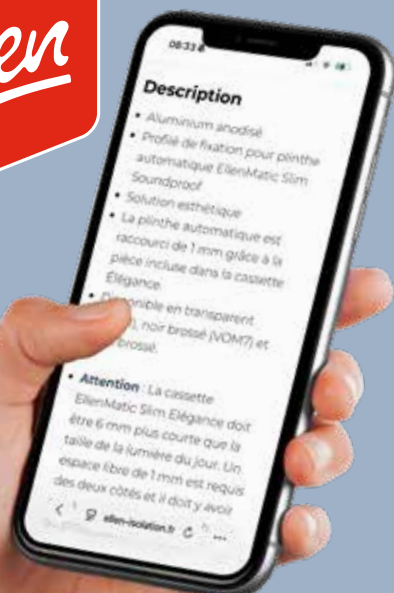 en
08:33
Description
• Aluminium anodisé
• Profilé de fixation pour plinthe
automatique EllenMatic Slim
Soundproof
• Solution esthétique
• La plinthe automatique est
raccourci de 1 mm grâce à la
pièce incluse dans la cassette
Élégance.
• Disponible en transparent
noir brossé (VOM7) et
brossé.
• Attention : La cassette
EllenMatic Slim Élégance doit
être 6 mm plus courte que la
taille de la lumière du jour. Un
espace libre de 1 mm est requis
des deux côtés et il doit y avoir
ellen-isolation.fr